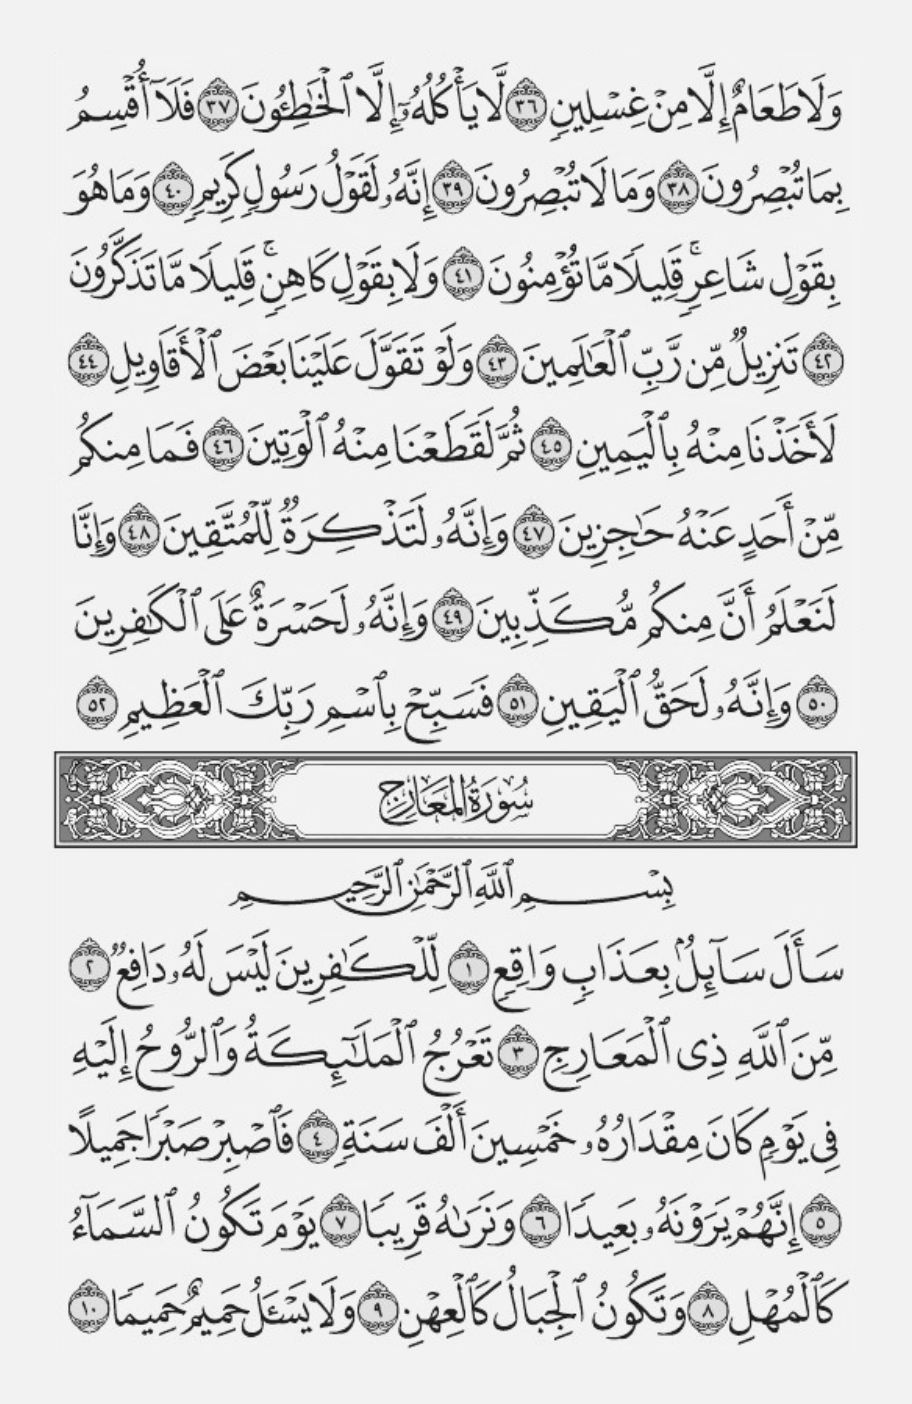 وَلَا طَعَامٌ إِلَّا مِنْ غِسْلِينٍ ٣٦ لَّا يَأْكُلُهُۥٓ إِلَّا ٱلْخَٰطِـُٔونَ ٣٧ فَلَآ أُقْسِمُ
بِمَا تُبْصِرُونَ ٣٨ وَمَا لَا تُبْصِرُونَ ٣٩ إِنَّهُۥ لَقَوْلُ رَسُولٍ كَرِيمٍ ٤٠ وَمَا هُوَ
بِقَوْلِ شَاعِرٍ ۚ قَلِيلًا مَّا تُؤْمِنُونَ ٤١ وَلَا بِقَوْلِ كَاهِنٍ ۚ قَلِيلًا مَّا تَذَكَّرُونَ
٤٢ تَنزِيلٌ مِّن رَّبِّ ٱلْعَٰلَمِينَ ٤٣ وَلَوْ تَقَوَّلَ عَلَيْنَا بَعْضَ ٱلْأَقَاوِيلِ ٤٤
لَأَخَذْنَا مِنْهُ بِٱلْيَمِينِ ٤٥ ثُمَّ لَقَطَعْنَا مِنْهُ ٱلْوَتِينَ ٤٦ فَمَا مِنكُم
مِّنْ أَحَدٍ عَنْهُ حَٰجِزِينَ ٤٧ وَإِنَّهُۥ لَتَذْكِرَةٌ لِّلْمُتَّقِينَ ٤٨ وَإِنَّا
لَنَعْلَمُ أَنَّ مِنكُم مُّكَذِّبِينَ ٤٩ وَإِنَّهُۥ لَحَسْرَةٌ عَلَى ٱلْكَٰفِرِينَ
٥٠ وَإِنَّهُۥ لَحَقُّ ٱلْيَقِينِ ٥١ فَسَبِّحْ بِٱسْمِ رَبِّكَ ٱلْعَظِيمِ ٥٢
سُورَةُ المَعَارِجِ
بِسْمِ ٱللَّهِ ٱلرَّحْمَٰنِ ٱلرَّحِيمِ
سَأَلَ سَآئِلٌۢ بِعَذَابٍ وَاقِعٍ ١ لِّلْكَٰفِرِينَ لَيْسَ لَهُۥ دَافِعٌ ٢
مِّنَ ٱللَّهِ ذِى ٱلْمَعَارِجِ ٣ تَعْرُجُ ٱلْمَلَٰٓئِكَةُ وَٱلرُّوحُ إِلَيْهِ
فِى يَوْمٍ كَانَ مِقْدَارُهُۥ خَمْسِينَ أَلْفَ سَنَةٍ ٤ فَٱصْبِرْ صَبْرًا جَمِيلًا
٥ إِنَّهُمْ يَرَوْنَهُۥ بَعِيدًا ٦ وَنَرَىٰهُ قَرِيبًا ٧ يَوْمَ تَكُونُ ٱلسَّمَآءُ
كَٱلْمُهْلِ ٨ وَتَكُونُ ٱلْجِبَالُ كَٱلْعِهْنِ ٩ وَلَا يَسْـَٔلُ حَمِيمٌ حَمِيمًا ١٠